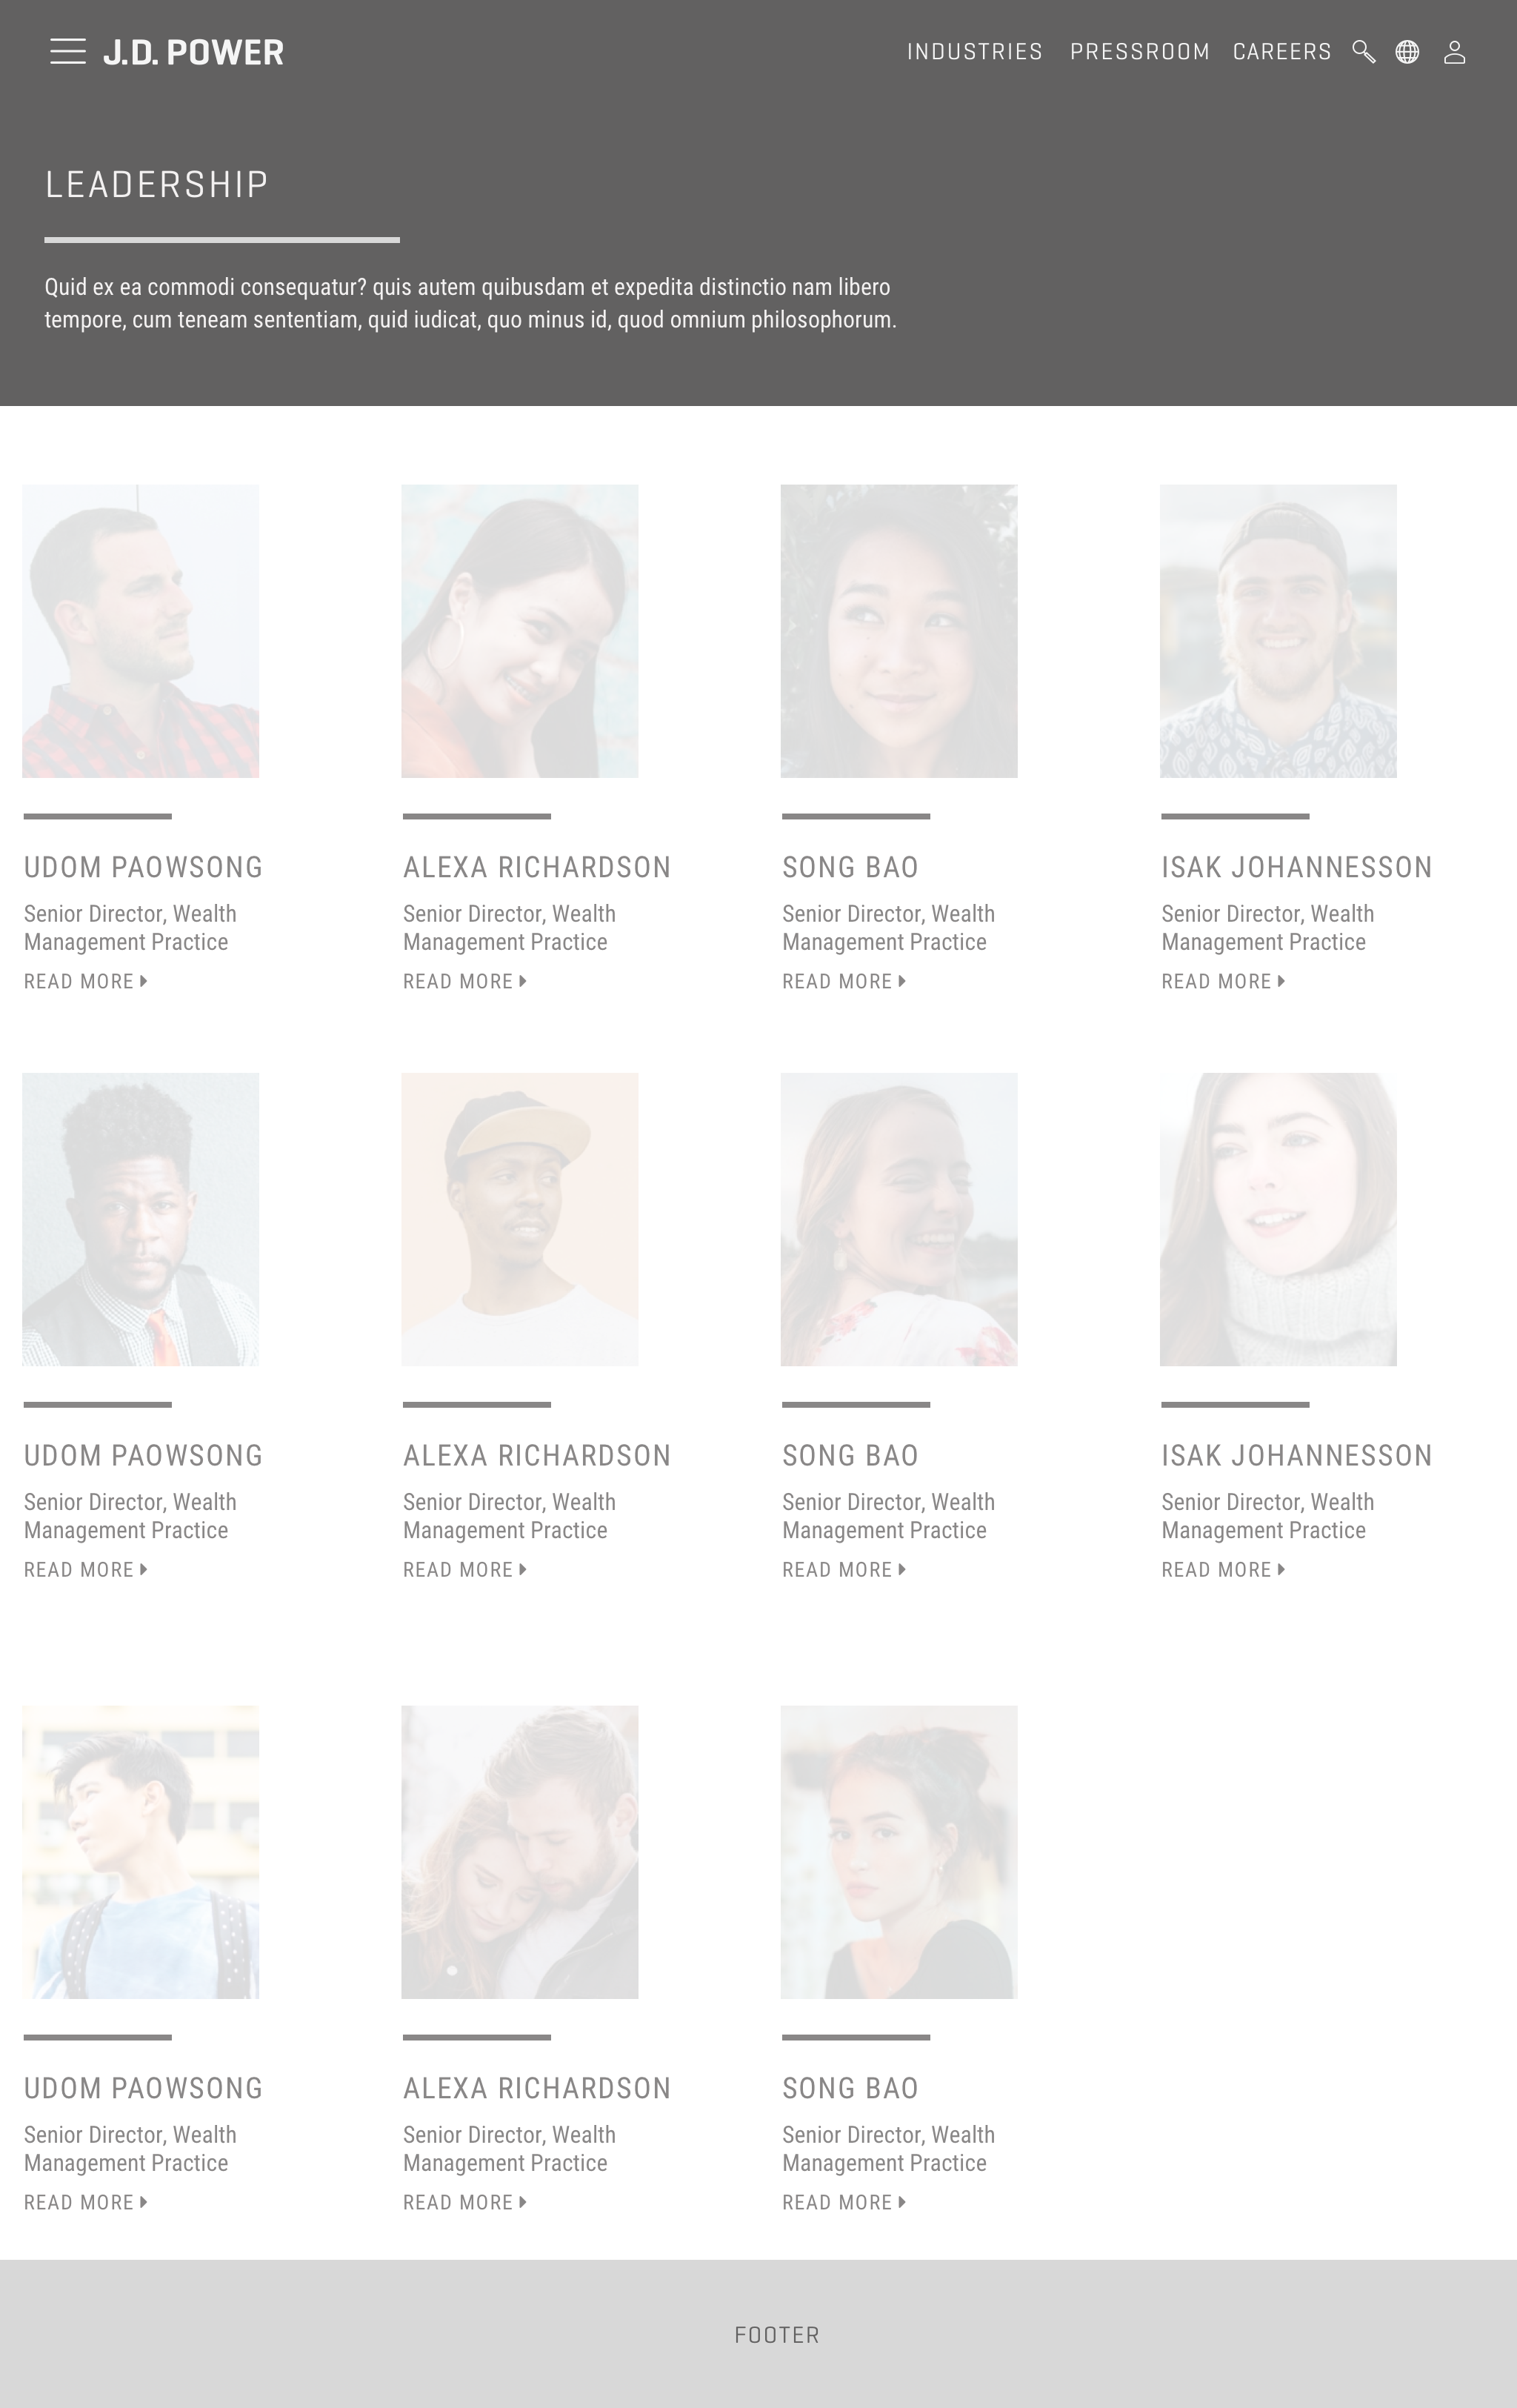 J.D. POWER
INDUSTRIES PRESSROOM CAREERS
LEADERSHIP
Quid ex ea commodi consequatur? quis autem quibusdam et expedita distinctio nam libero
tempore, cum teneam sententiam, quid iudicat, quo minus id, quod omnium philosophorum.
UDOM PAOWSONG
Senior Director, Wealth
Management Practice
READ MORE
ALEXA RICHARDSON
Senior Director, Wealth
Management Practice
READ MORE
SONG BAO
Senior Director, Wealth
Management Practice
READ MORE
ISAK JOHANNESSON
Senior Director, Wealth
Management Practice
READ MORE
UDOM PAOWSONG
Senior Director, Wealth
Management Practice
READ MORE
ALEXA RICHARDSON
Senior Director, Wealth
Management Practice
READ MORE
SONG BAO
Senior Director, Wealth
Management Practice
READ MORE
ISAK JOHANNESSON
Senior Director, Wealth
Management Practice
READ MORE
UDOM PAOWSONG
Senior Director, Wealth
Management Practice
READ MORE
ALEXA RICHARDSON
Senior Director, Wealth
Management Practice
READ MORE
SONG BAO
Senior Director, Wealth
Management Practice
READ MORE
FOOTER